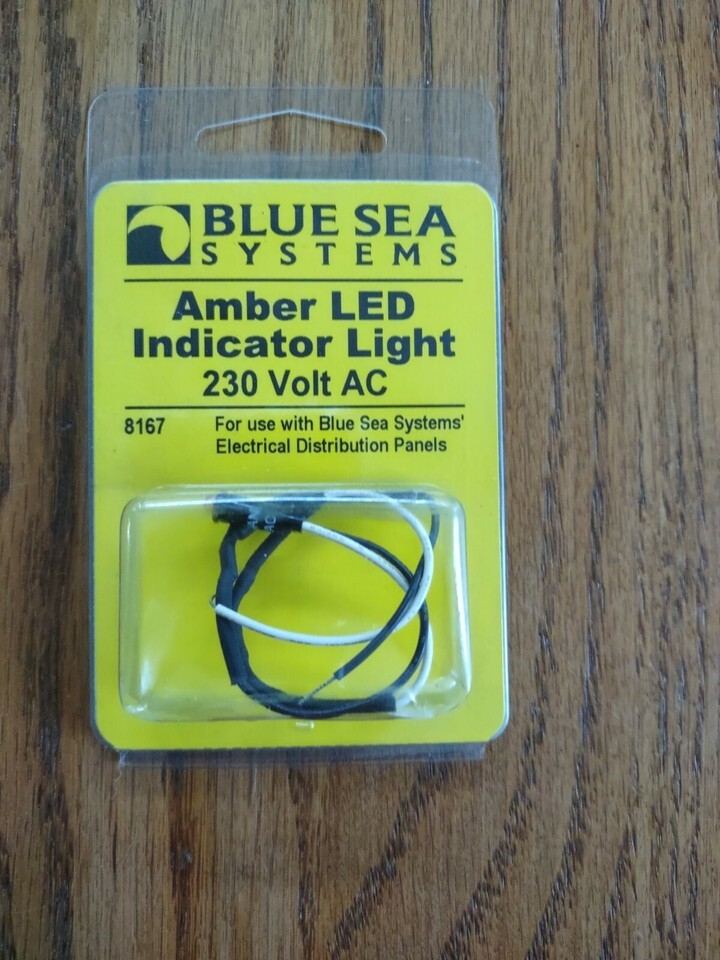 BLUE SEA
SYSTEMS
Amber LED
Indicator Light
230 Volt AC
8167 For use with Blue Sea Systems'
Electrical Distribution Panels
AC